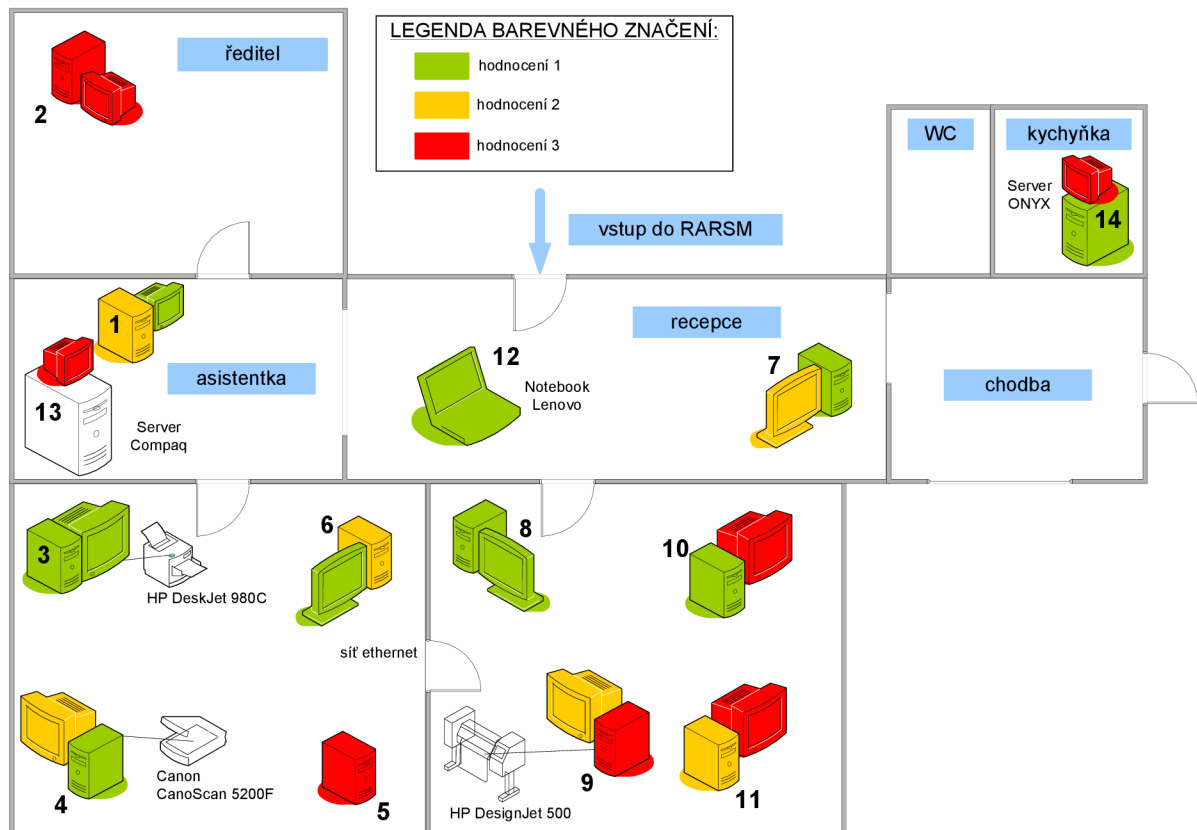 LEGENDA BAREVNÉHO ZNAČENÍ:
hodnocení 1
hodnocení 2
hodnocení 3
ředitel
2
WC
kychyňka
Server
ONYX
14
vstup do RARSM
1
asistentka
13
Server
Compaq
recepce
12
Notebook
Lenovo
7
chodba
3
HP DeskJet 980C
6
8
10
síť ethernet
4
Canon
CanoScan 5200F
5
HP DesignJet 500
9
11